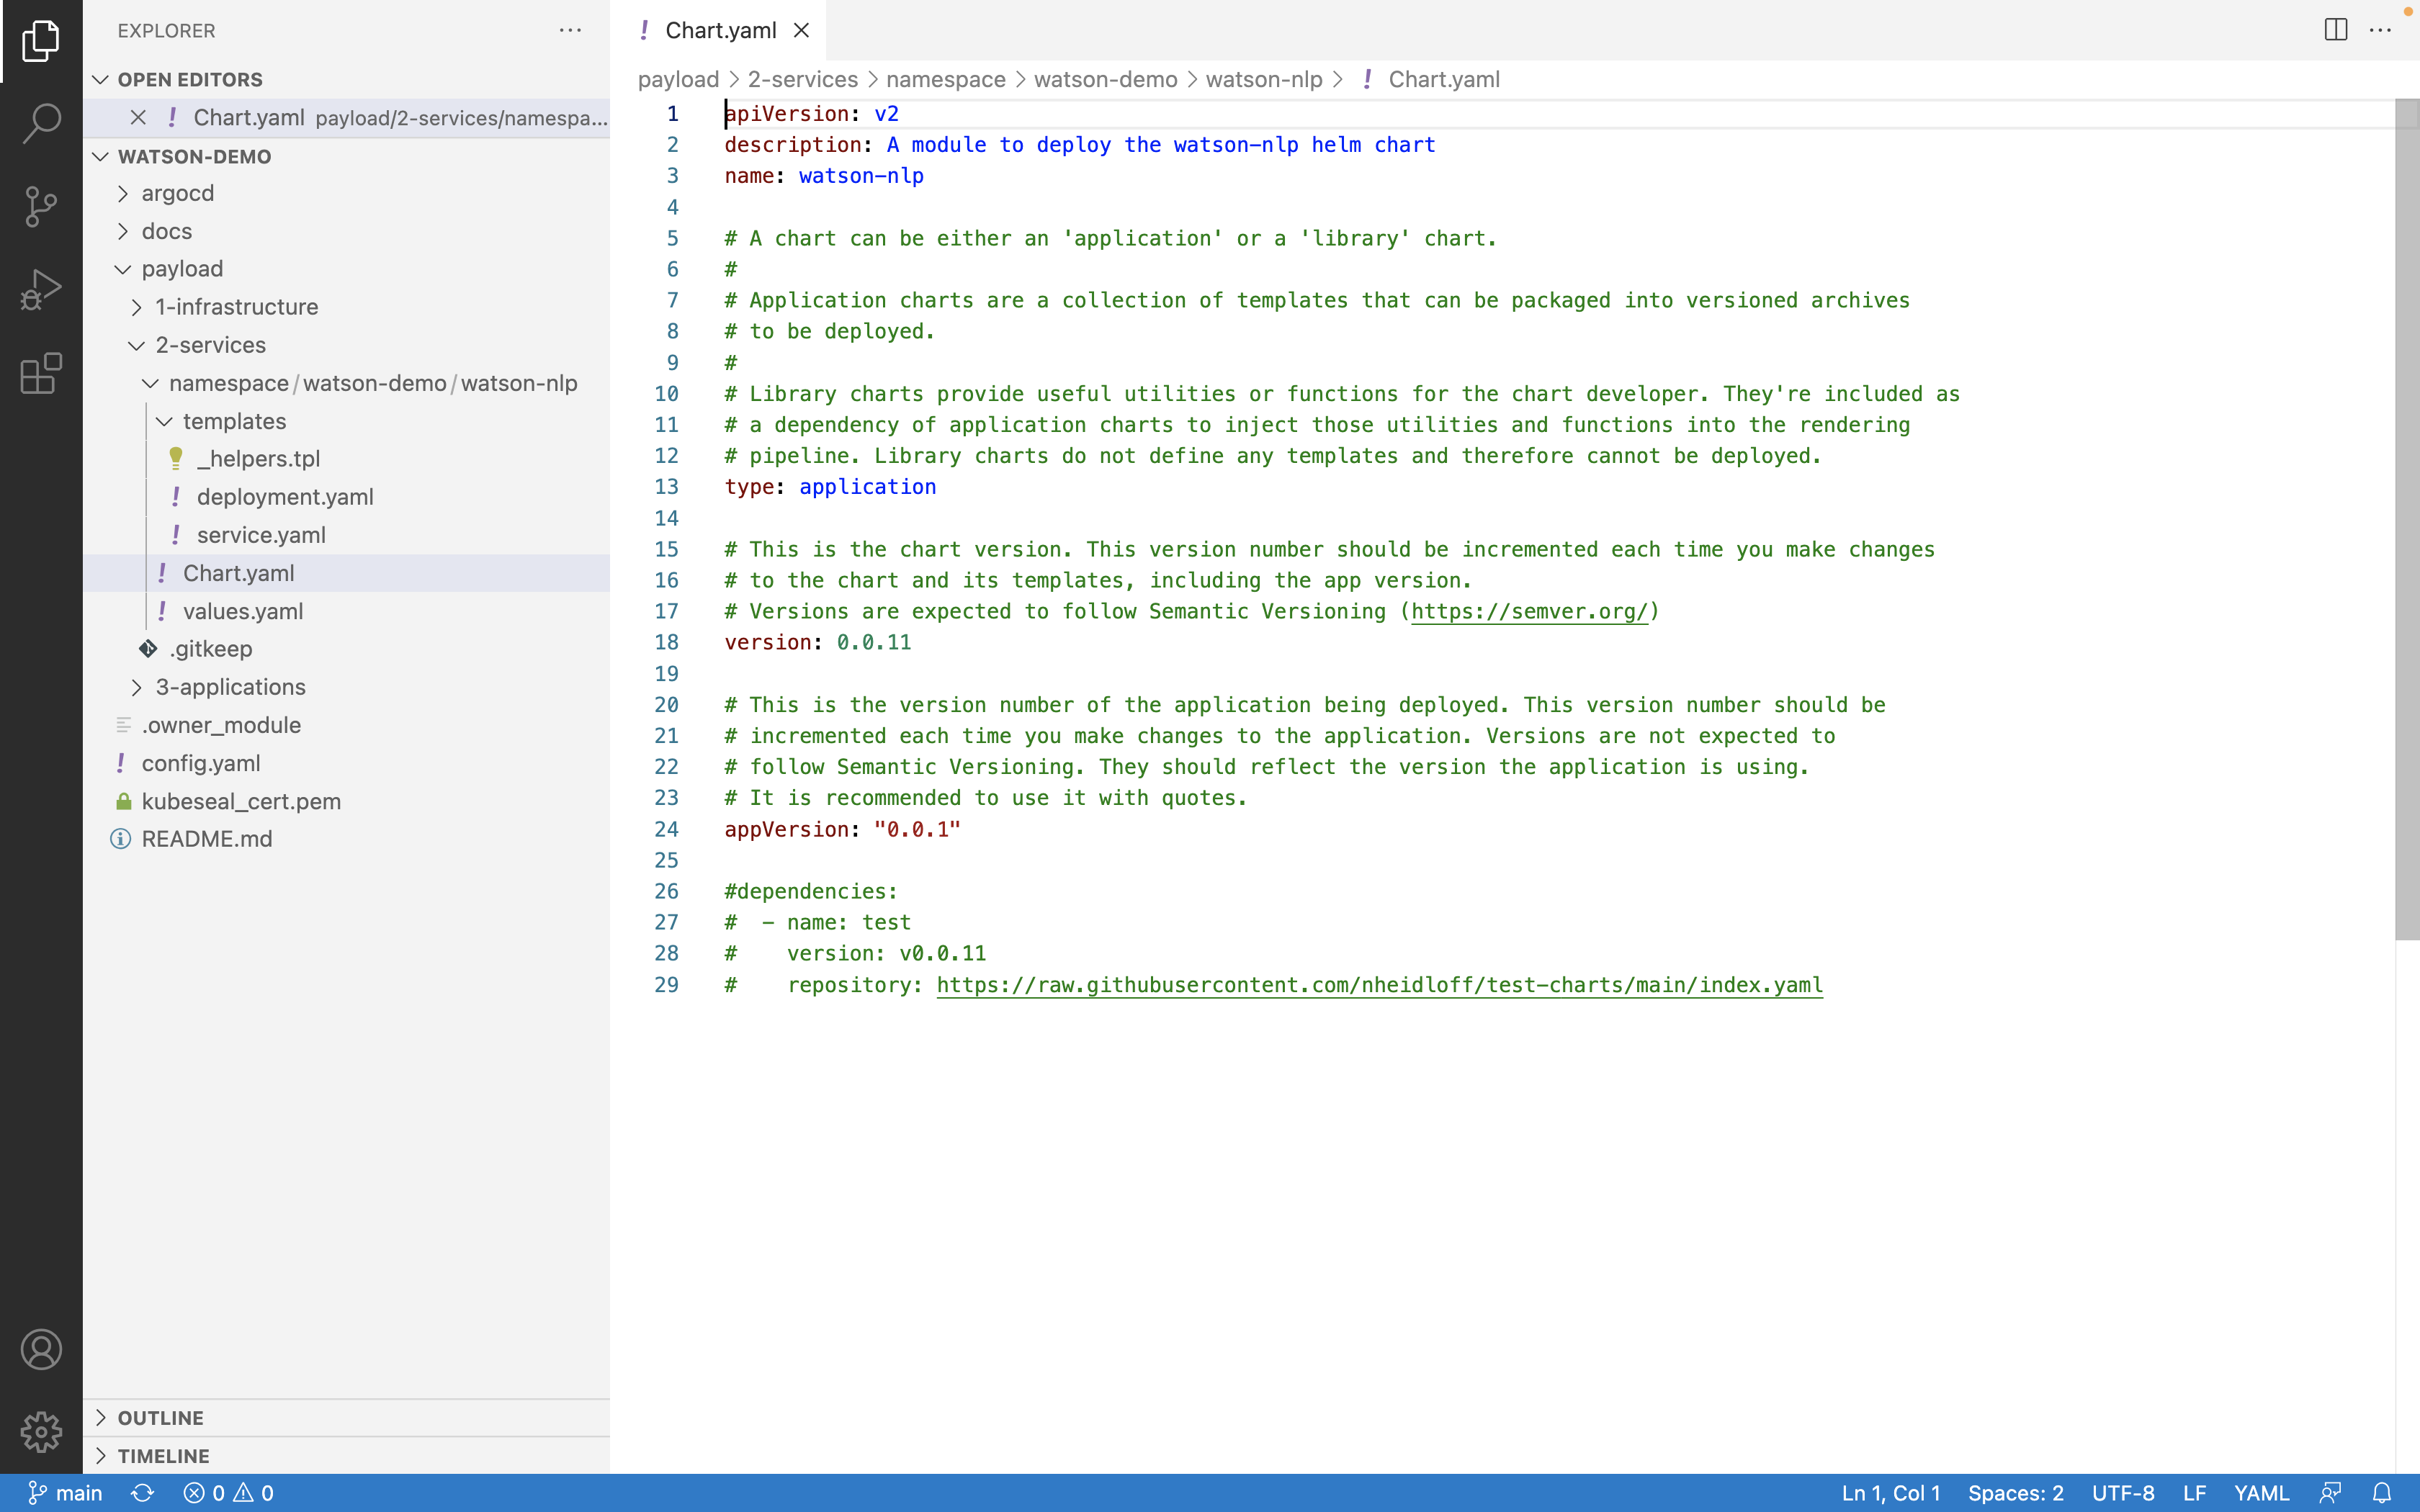 EXPLORER
OPEN EDITORS
Chart.yaml payload/2-services/namespa...
WATSON-DEMO
argocd
docs
payload
1-infrastructure
2-services
namespace/watson-demo/watson-nlp
templates
_helpers.tpl
deployment.yaml
service.yaml
Chart.yaml
values.yaml
.gitkeep
3-applications
.owner_module
config.yaml
kubeseal_cert.pem
README.md
OUTLINE
TIMELINE
Chart.yaml
payload > 2-services > namespace > watson-demo > watson-nlp > ! Chart.yaml
1 apiVersion: v2
2 description: A module to deploy the watson-nlp helm chart
3 name: watson-nlp
4
5 # A chart can be either an 'application' or a 'library' chart.
6 #
7 # Application charts are a collection of templates that can be packaged into versioned archives
8 # to be deployed.
9 #
10 # Library charts provide useful utilities or functions for the chart developer. They're included as
11 # a dependency of application charts to inject those utilities and functions into the rendering
12 # pipeline. Library charts do not define any templates and therefore cannot be deployed.
13 type: application
14
15 # This is the chart version. This version number should be incremented each time you make changes
16 # to the chart and its templates, including the app version.
17 # Versions are expected to follow Semantic Versioning (https://semver.org/)
18 version: 0.0.11
19
20 # This is the version number of the application being deployed. This version number should be
21 # incremented each time you make changes to the application. Versions are not expected to
22 # follow Semantic Versioning. They should reflect the version the application is using.
23 # It is recommended to use it with quotes.
24 appVersion: "0.0.1"
25
26 #dependencies:
27 #  - name: test
28 #    version: v0.0.11
29 #    repository: https://raw.githubusercontent.com/nheidloff/test-charts/main/index.yaml
main 0 0 Ln 1, Col 1 Spaces: 2 UTF-8 LF YAML